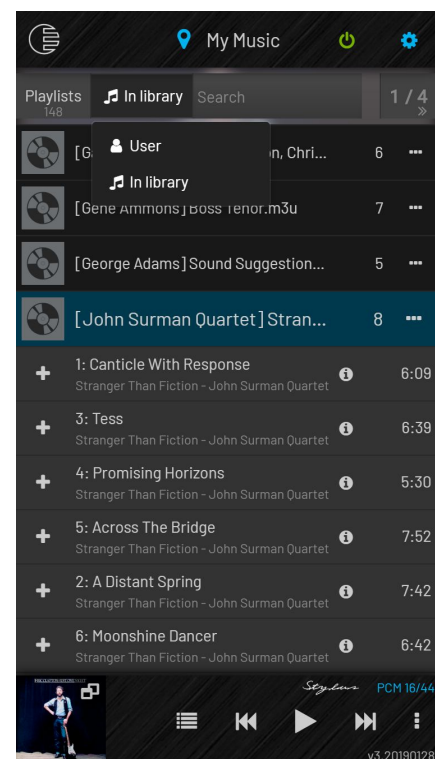 My Music
Playlists
148
In library
Search
1 / 4
User
In library
[G
n, Chri...
6
[Gene Ammons] Boss Tenor.m3u
7
[George Adams] Sound Suggestion...
5
[John Surman Quartet] Stran...
8
1: Canticle With Response
Stranger Than Fiction - John Surman Quartet
6:09
3: Tess
Stranger Than Fiction - John Surman Quartet
6:39
4: Promising Horizons
Stranger Than Fiction - John Surman Quartet
5:30
5: Across The Bridge
Stranger Than Fiction - John Surman Quartet
7:52
2: A Distant Spring
Stranger Than Fiction - John Surman Quartet
7:42
6: Moonshine Dancer
Stranger Than Fiction - John Surman Quartet
6:42
Stylus
PCM 16/44
v3.20190128